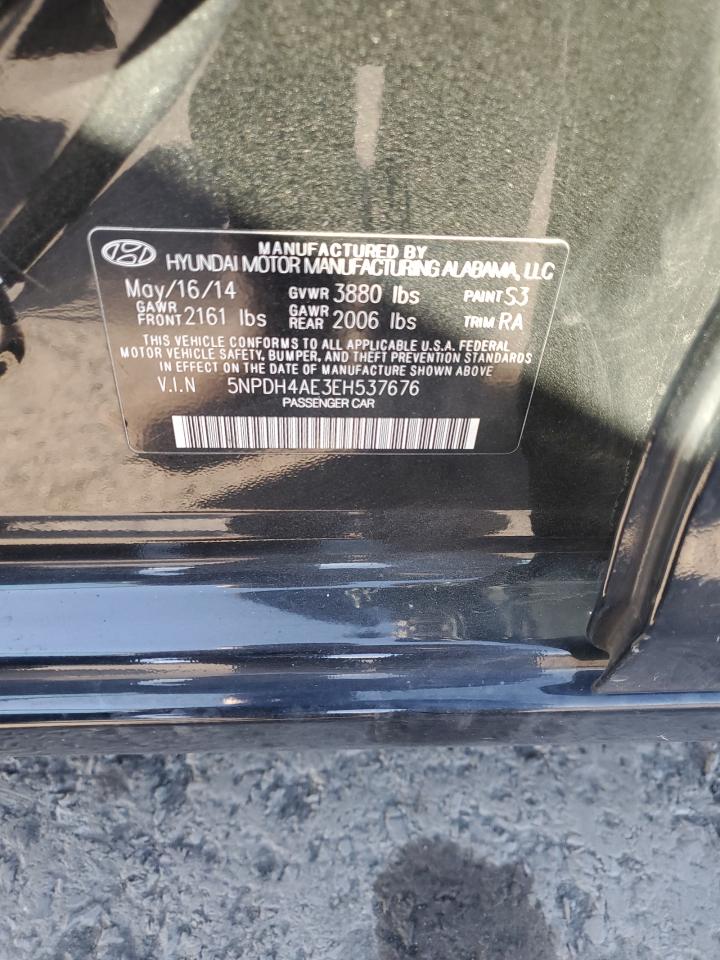 MANUFACTURED BY
HYUNDAI MOTOR MANUFACTURING ALABAMA, LLC
May/16/14 GVWR 3880 lbs PAINT S3
GAWR FRONT 2161 lbs GAWR REAR 2006 lbs TRIM RA
THIS VEHICLE CONFORMS TO ALL APPLICABLE U.S.A. FEDERAL
MOTOR VEHICLE SAFETY, BUMPER, AND THEFT PREVENTION STANDARDS
IN EFFECT ON THE DATE OF MANUFACTURE SHOWN ABOVE
V.I.N 5NPDH4AE3EH537676
PASSENGER CAR